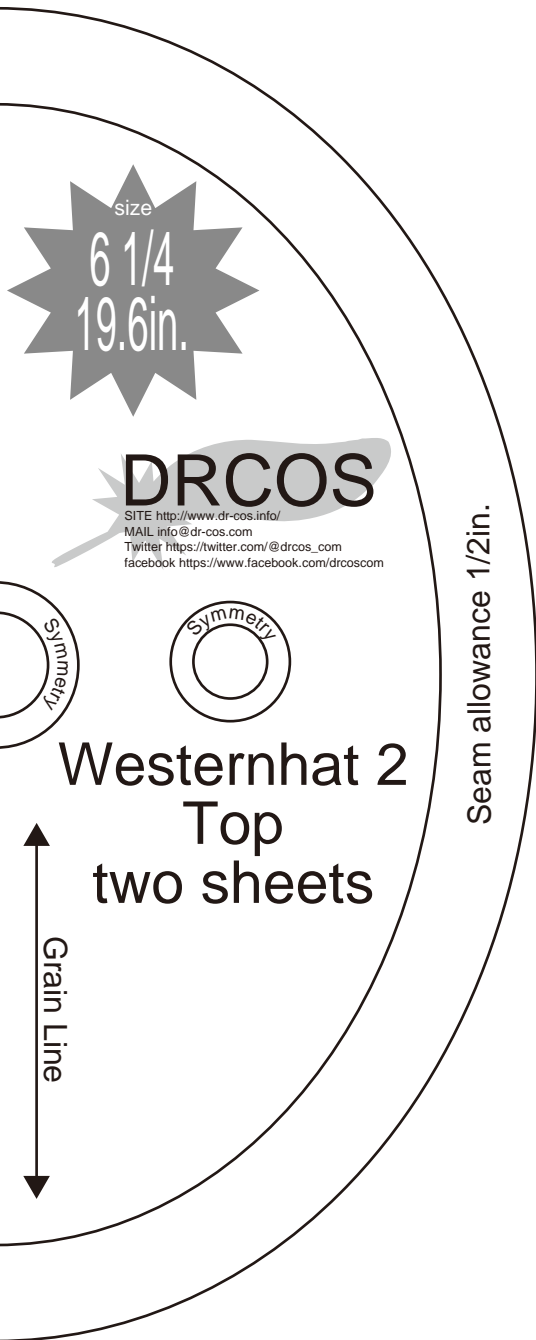 size
6 1/4
19.6in.
DRCOS
SITE http://www.dr-cos.info/
MAIL info@dr-cos.com
Twitter https://twitter.com/@drcos_com
facebook https://www.facebook.com/drcoscom
Symmetry
Symmetry
Seam allowance 1/2in.
Westernhat 2
Top
two sheets
Grain Line